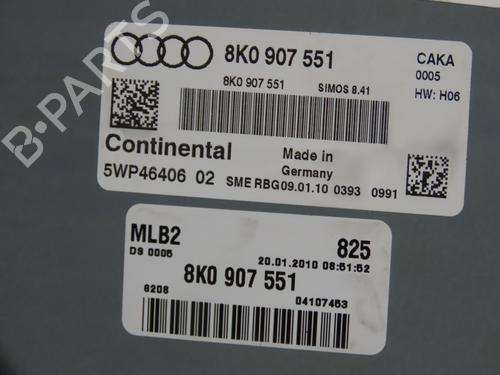 8K0 907 551
CAKA
0005
8K0 907 551
SIMOS 8.41
HW: H06
Continental
Made in
Germany
5WP46406 02
SME RBG09.01.10 0393 0991
MLB2
825
DS 0005
20.01.2010 08:51:52
8K0 907 551
6208
04107453
B-PARTS